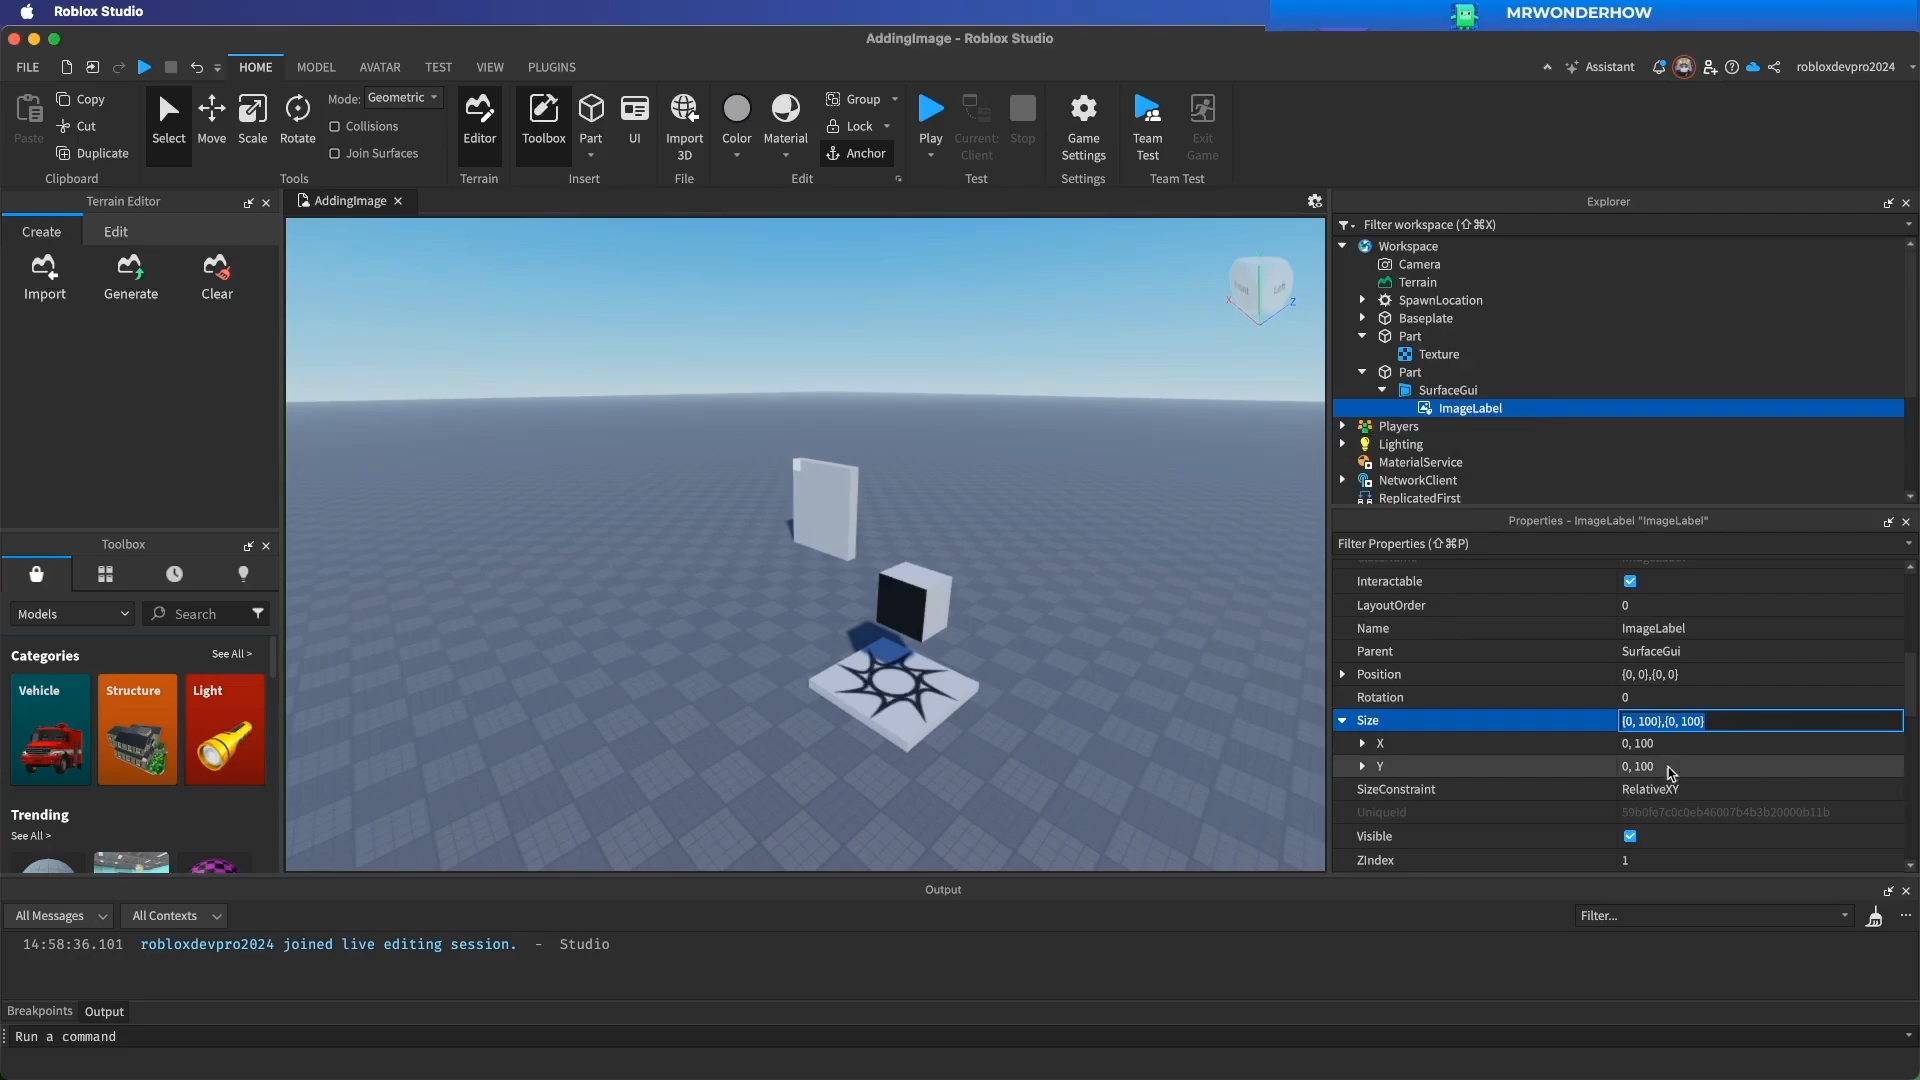 Roblox Studio
MRWONDERHOW
AddingImage - Roblox Studio
FILE HOME MODEL AVATAR TEST VIEW PLUGINS
Assistant
robloxdevpro2024
Paste
Copy
Cut
Duplicate
Clipboard
Select
Move
Scale
Rotate
Mode: Geometric
Collisions
Join Surfaces
Tools
Editor
Terrain
Toolbox
Part
UI
Insert
Import
3D
File
Color
Material
Group
Lock
Anchor
Edit
Play
Current:
Client
Stop
Test
Game
Settings
Settings
Team
Test
Exit
Game
Team Test
Terrain Editor
Create
Edit
Import
Generate
Clear
AddingImage
Left
X
Z
Toolbox
Models
Search
Categories
See All >
Vehicle
Structure
Light
Trending
See All >
Explorer
Filter workspace (⇧⌘X)
Workspace
Camera
Terrain
SpawnLocation
Baseplate
Part
Texture
Part
SurfaceGui
ImageLabel
Players
Lighting
MaterialService
NetworkClient
ReplicatedFirst
Properties - ImageLabel "ImageLabel"
Filter Properties (⇧⌘P)
Interactable
LayoutOrder 0
Name ImageLabel
Parent SurfaceGui
Position {0, 0},{0, 0}
Rotation 0
Size {0, 100},{0, 100}
X 0, 100
Y 0, 100
SizeConstraint RelativeXY
UniqueId 59b0fe7c0c0eb46007b4b3b20000b11b
Visible
ZIndex 1
Output
All Messages
All Contexts
Filter...
14:58:36.101 robloxdevpro2024 joined live editing session. - Studio
Breakpoints
Output
Run a command